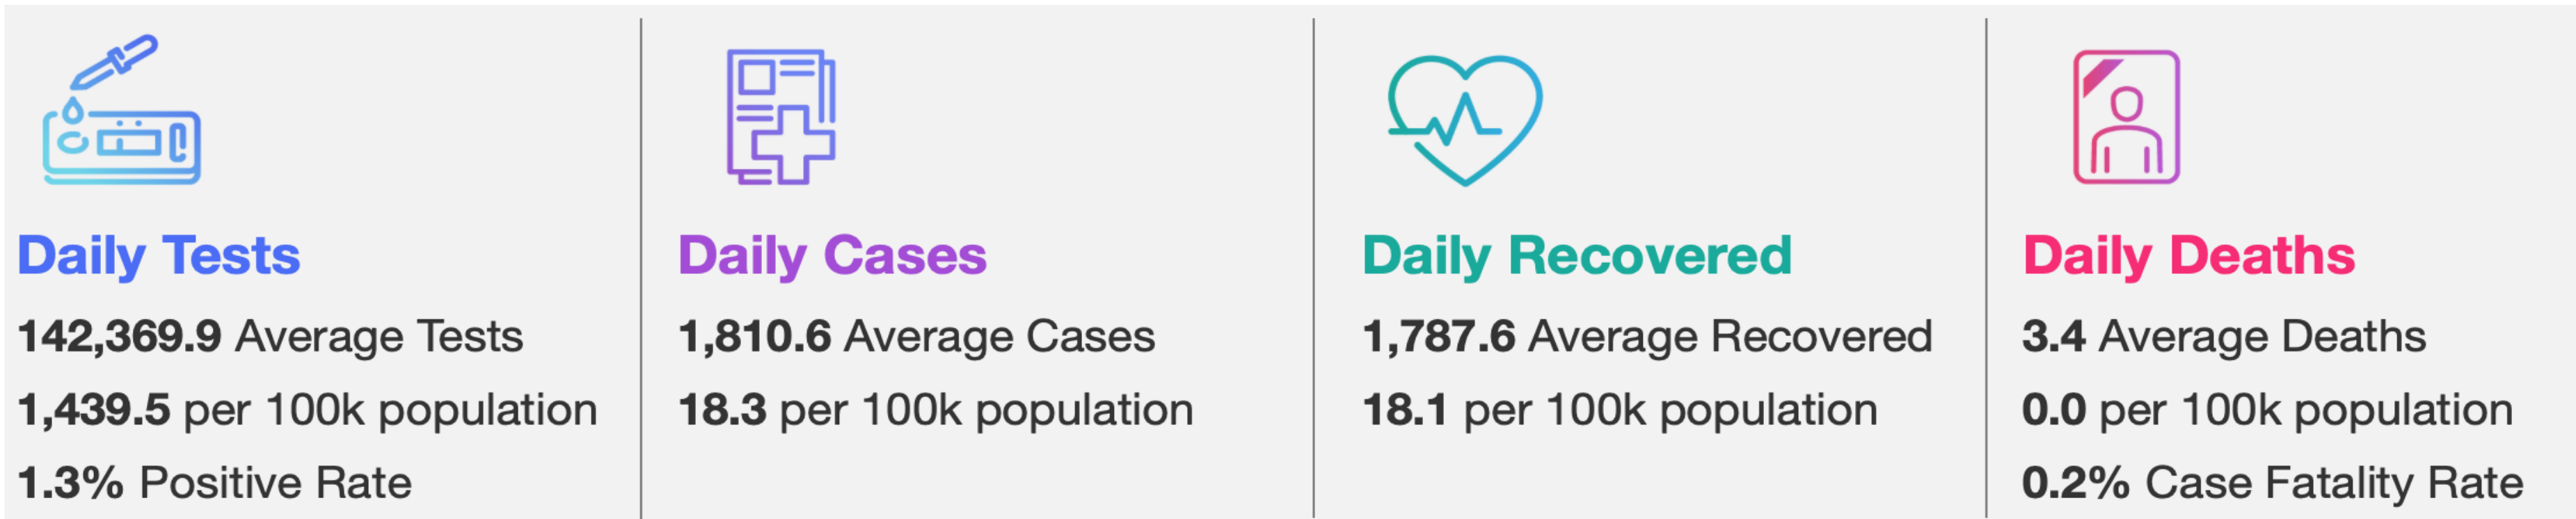 Daily Tests
142,369.9 Average Tests
1,439.5 per 100k population
1.3% Positive Rate
Daily Cases
1,810.6 Average Cases
18.3 per 100k population
Daily Recovered
1,787.6 Average Recovered
18.1 per 100k population
Daily Deaths
3.4 Average Deaths
0.0 per 100k population
0.2% Case Fatality Rate